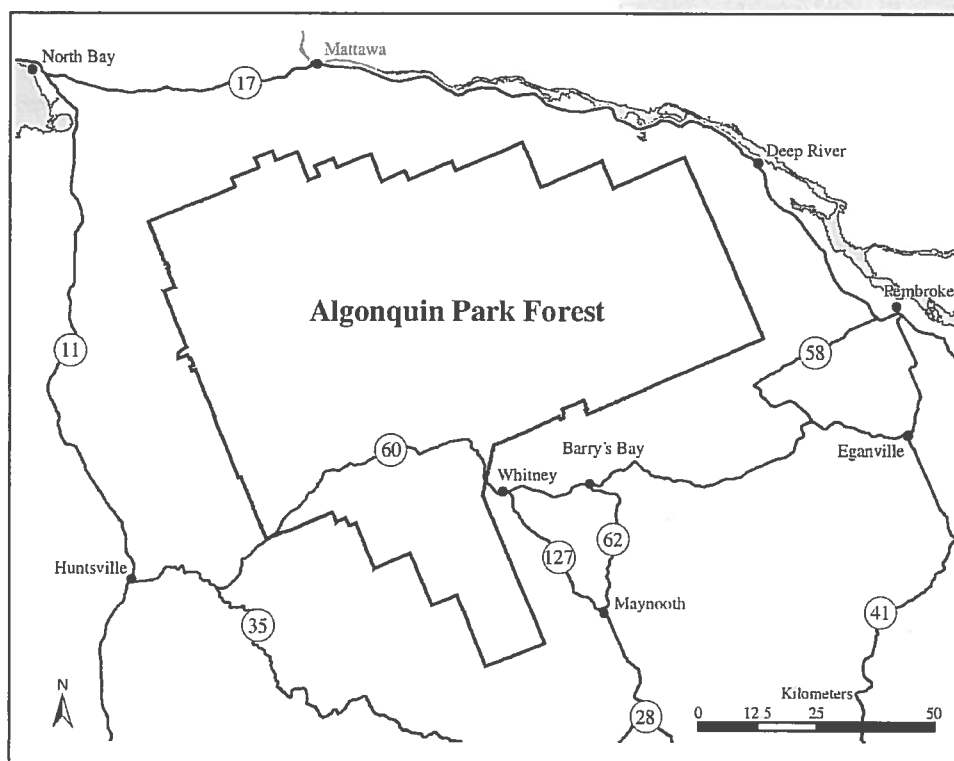 North Bay
Mattawa
17
Deep River
Pembroke
Algonquin Park Forest
11
58
60
Barry's Bay
Eganville
Whitney
62
127
Huntsville
Maynooth
35
41
N
Kilometers
28
0 12 5 25 50